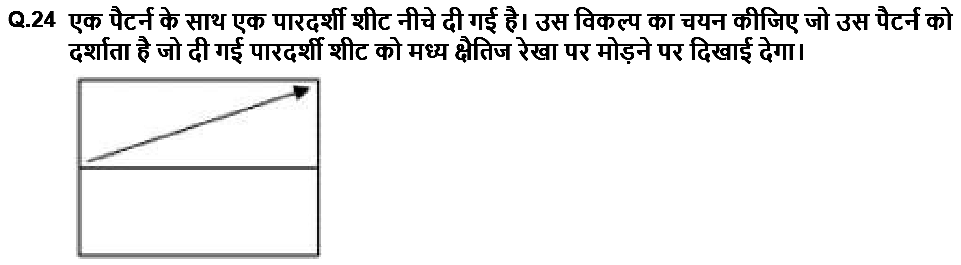 Q.24 एक पैटर्न के साथ एक पारदर्शी शीट नीचे दी गई है। उस विकल्प का चयन कीजिए जो उस पैटर्न को
दर्शाता है जो दी गई पारदर्शी शीट को मध्य क्षैतिज रेखा पर मोड़ने पर दिखाई देगा।